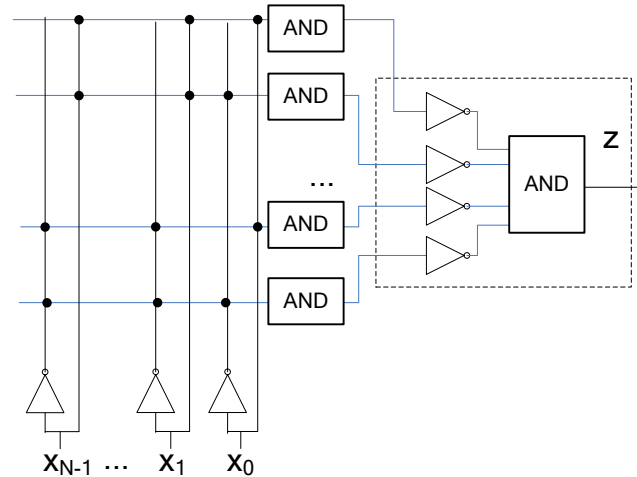 AND
AND
...
AND
AND
AND
Z
X_{N-1} ... X_1 X_0